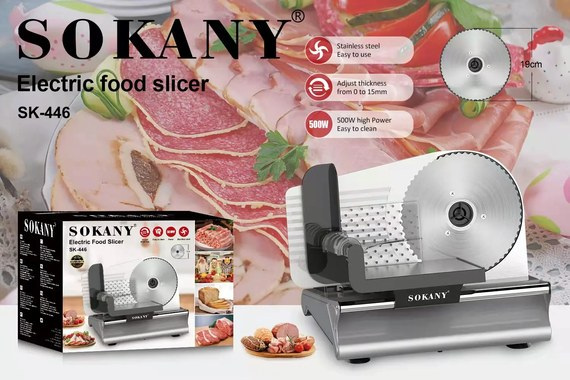 SOKANY®
Electric food slicer
SK-446
Stainless steel
Easy to use
Adjust thickness
from 0 to 15mm
500W
500W high Power
Easy to clean
19cm
SOKANY
SOKANY
Electric Food Slicer
SK-446
SOKANY